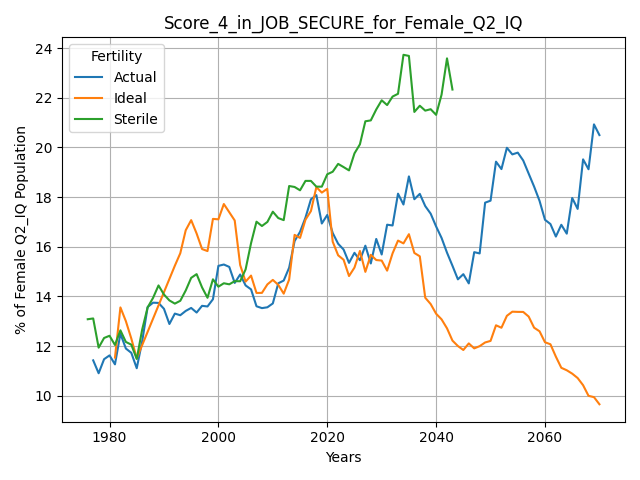 Score_4_in_JOB_SECURE_for_Female_Q2_IQ
Fertility
Actual
Ideal
Sterile
% of Female Q2_IQ Population
24
22
20
18
16
14
12
10
1980
2000
2020
2040
2060
Years